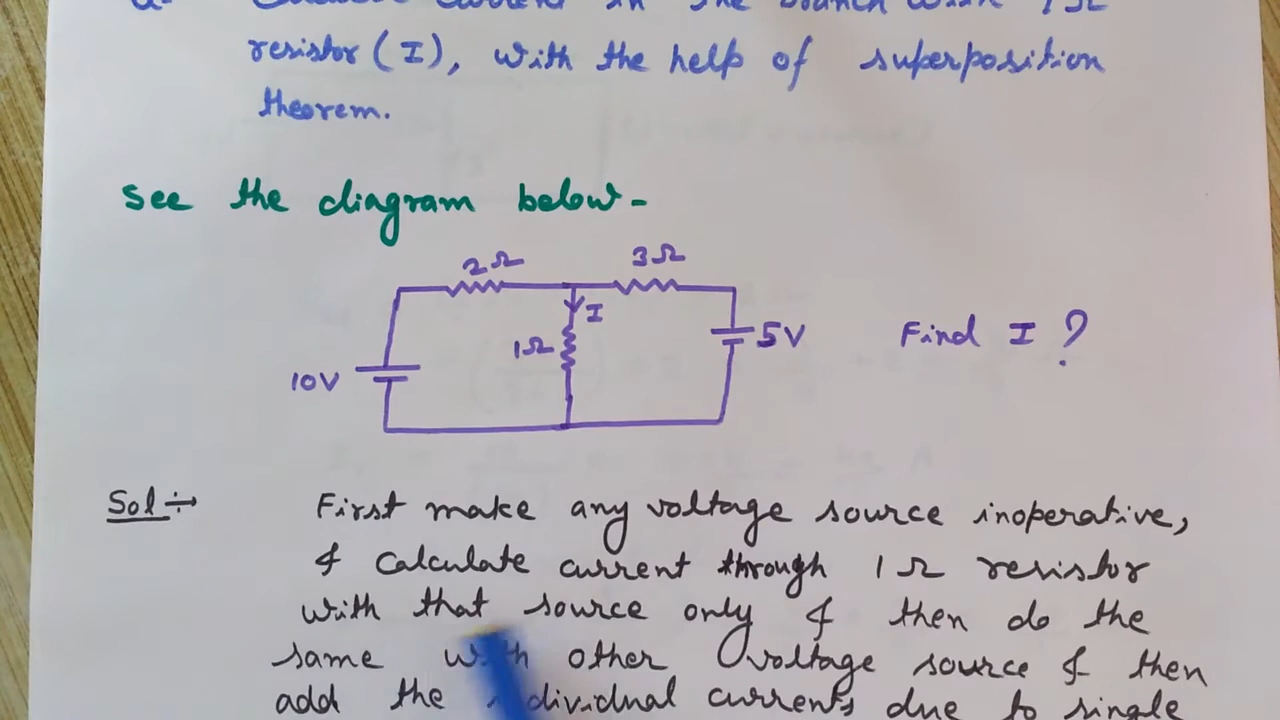 resistor (I), with the help of superposition
theorem.
see the diagram below-
2Ω
3Ω
I
1Ω
5V
10V
Find I ?
Sol ÷→
First make any voltage source inoperative,
& calculate current through 1Ω resistor
with that source only & then do the
same with other voltage source & then
add the individual currents due to single